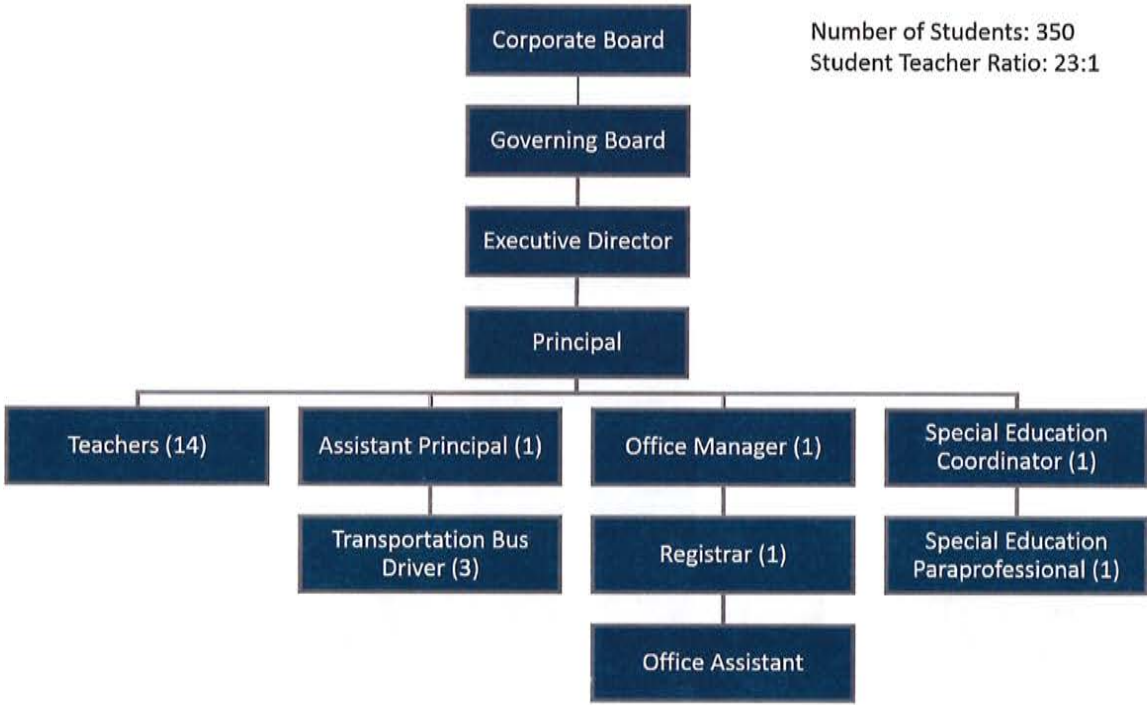 Corporate Board
Number of Students: 350
Student Teacher Ratio: 23:1
Governing Board
Executive Director
Principal
Teachers (14)
Assistant Principal (1)
Office Manager (1)
Special Education
Coordinator (1)
Transportation Bus
Driver (3)
Registrar (1)
Special Education
Paraprofessional (1)
Office Assistant